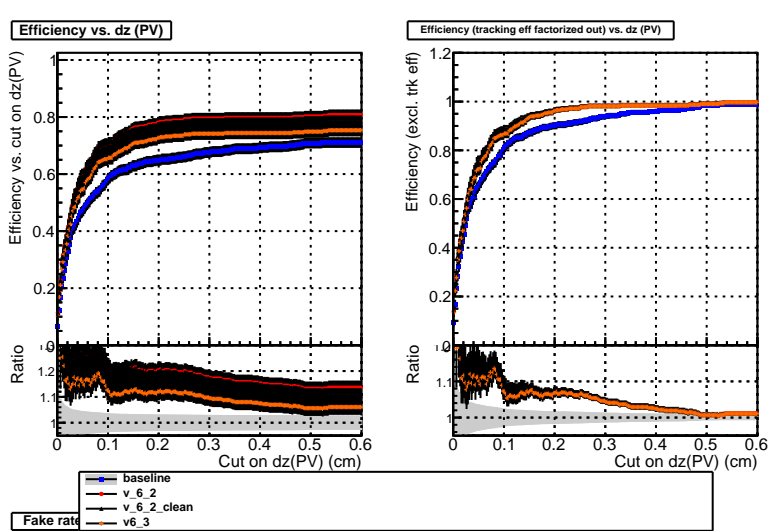 Efficiency vs. dz (PV)
Efficiency (tracking eff factorized out) vs. dz (PV)
Efficiency vs. cut on dz(PV)
1
0.8
0.6
0.4
0.2
Ratio
1.2
1.1
1
0
0.1
0.2
0.3
0.4
0.5
0.6
Cut on dz(PV) (cm)
Efficiency (excl. trk eff)
1.2
1
0.8
0.6
0.4
0.2
0
Ratio
1.1
1
0
0.1
0.2
0.3
0.4
0.5
0.6
Cut on dz(PV) (cm)
baseline
v_6_2
v_6_2_clean
v6_3
Fake rate